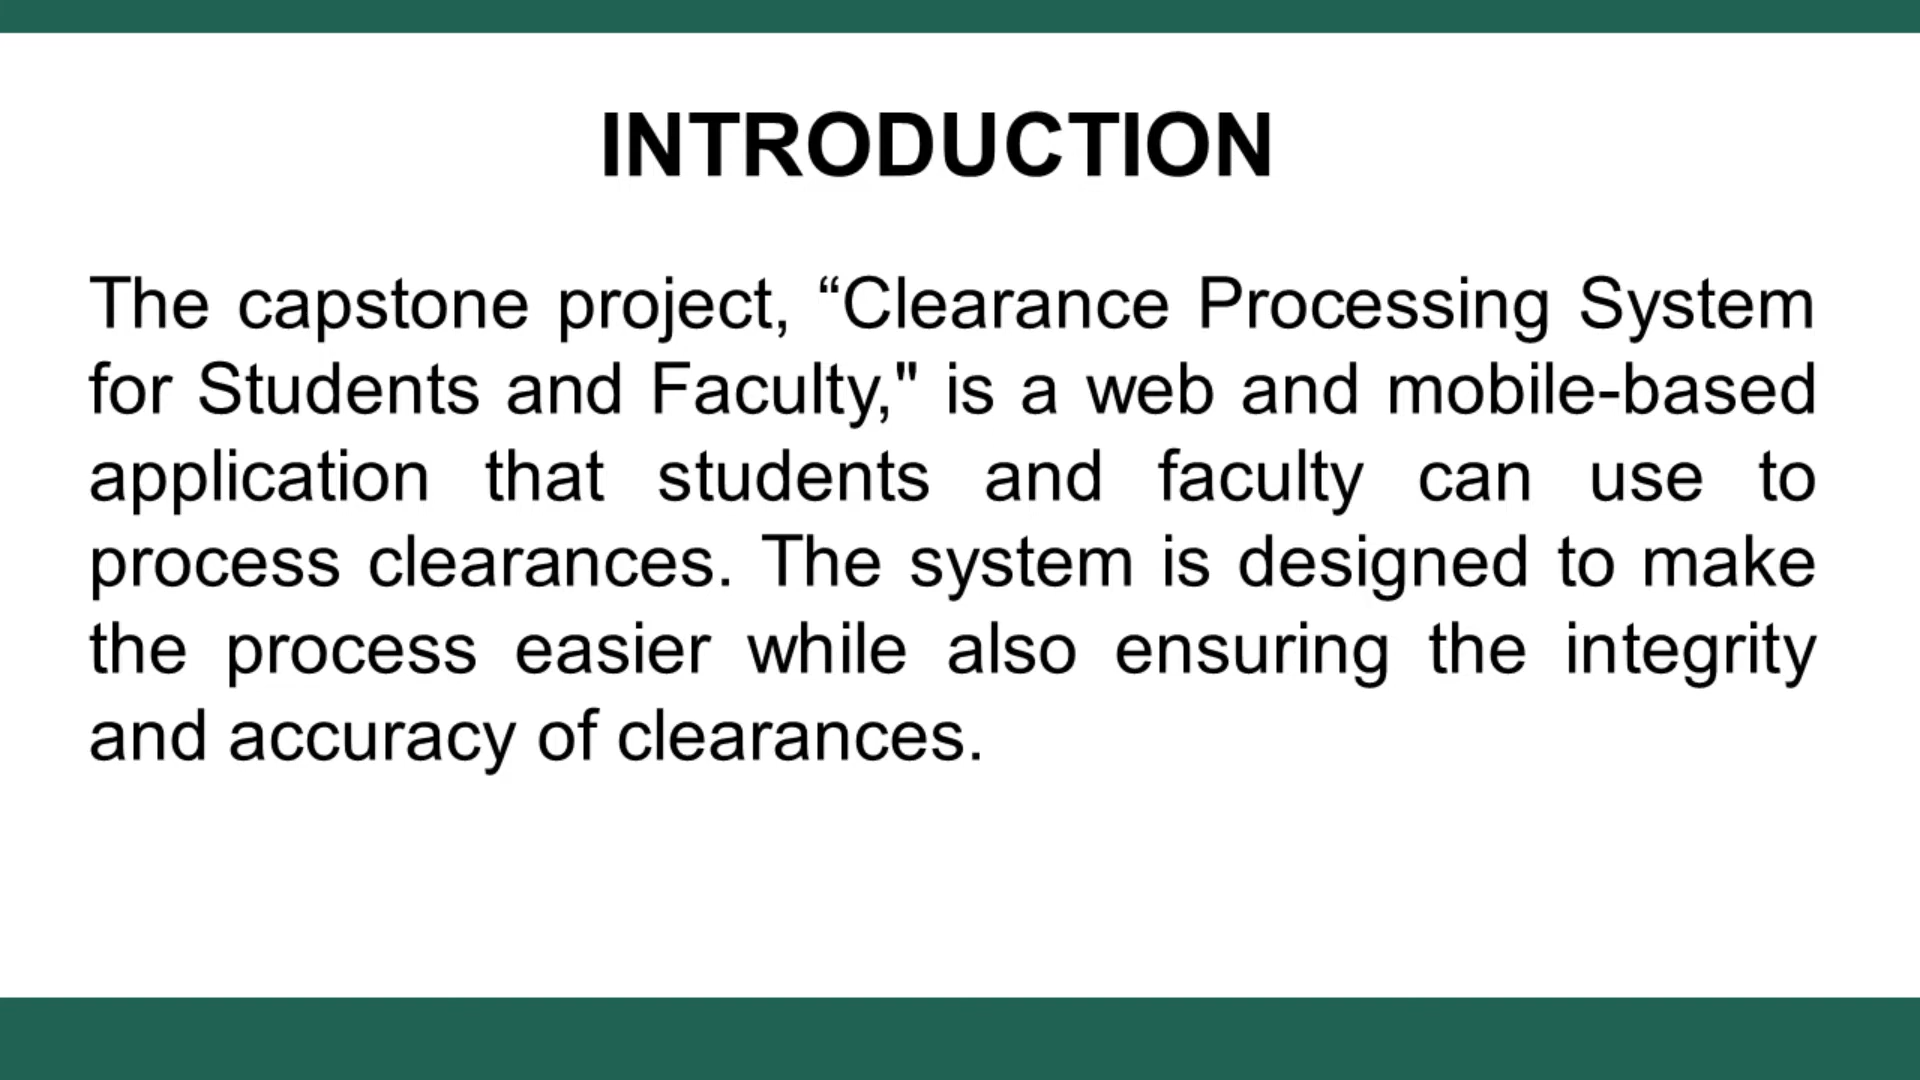 INTRODUCTION
The capstone project, “Clearance Processing System
for Students and Faculty," is a web and mobile-based
application that students and faculty can use to
process clearances. The system is designed to make
the process easier while also ensuring the integrity
and accuracy of clearances.